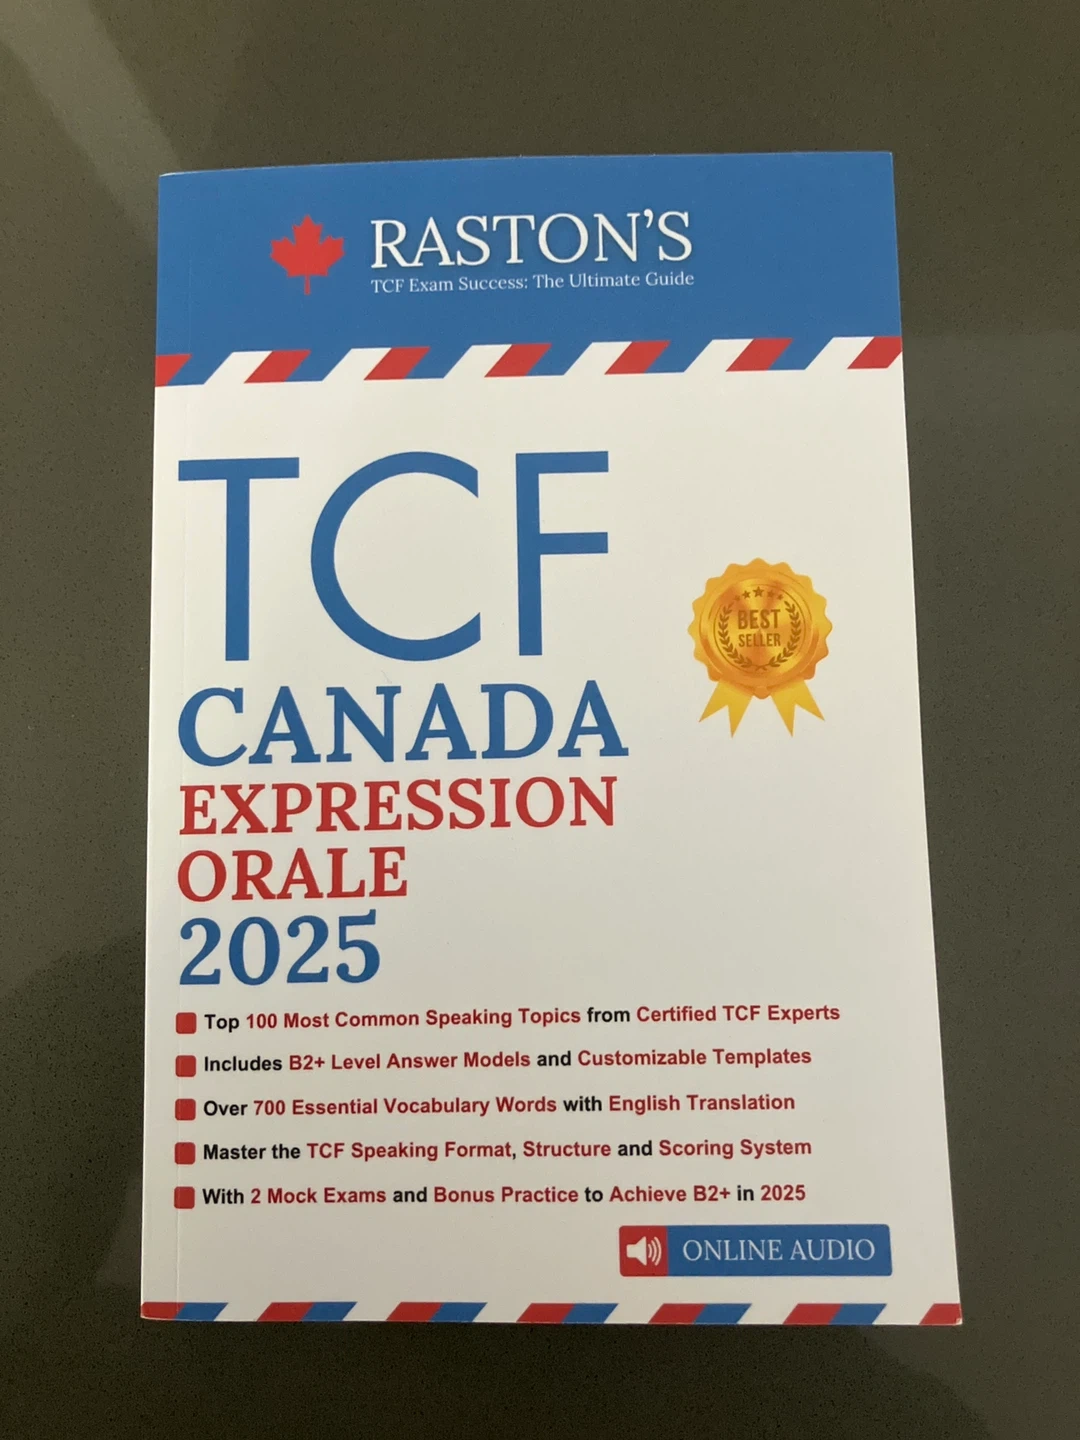 RASTON'S
TCF Exam Success: The Ultimate Guide
TCF
CANADA
EXPRESSION
ORALE
2025
BEST
SELLER
Top 100 Most Common Speaking Topics from Certified TCF Experts
Includes B2+ Level Answer Models and Customizable Templates
Over 700 Essential Vocabulary Words with English Translation
Master the TCF Speaking Format, Structure and Scoring System
With 2 Mock Exams and Bonus Practice to Achieve B2+ in 2025
ONLINE AUDIO